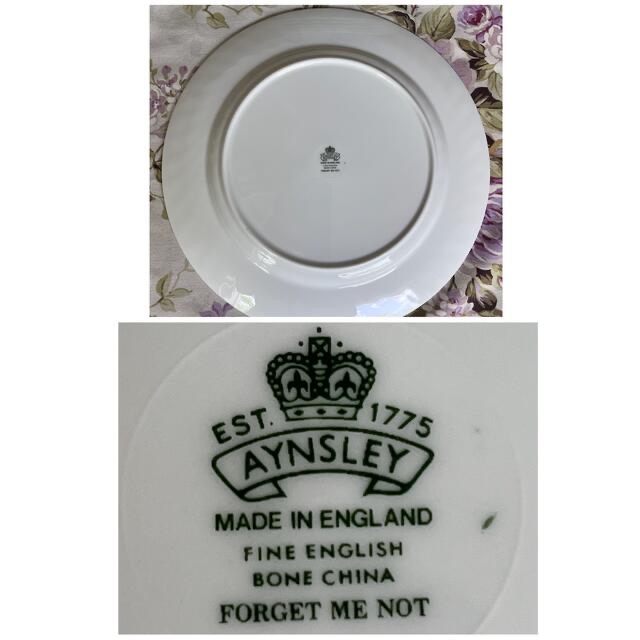 EST. 1775
AYNSLEY
MADE IN ENGLAND
FINE ENGLISH
BONE CHINA
FORGET ME NOT